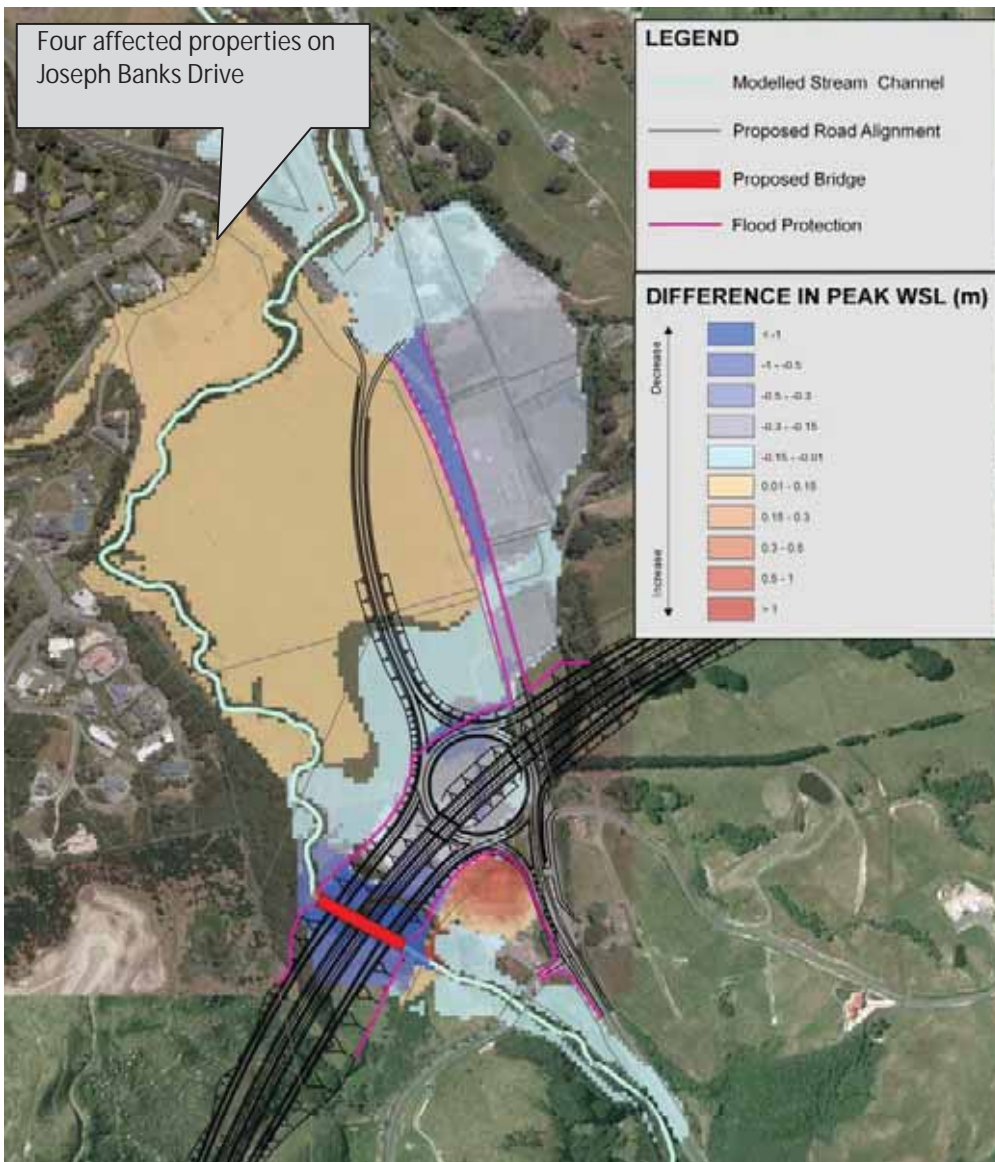 Four affected properties on
Joseph Banks Drive
LEGEND
Modelled Stream Channel
Proposed Road Alignment
Proposed Bridge
Flood Protection
DIFFERENCE IN PEAK WSL (m)
Decrease
Increase
< -1
-1 - -0.5
-0.5 - -0.3
-0.3 - -0.15
-0.15 - -0.01
0.01 - 0.15
0.15 - 0.3
0.3 - 0.5
0.5 - 1
> 1